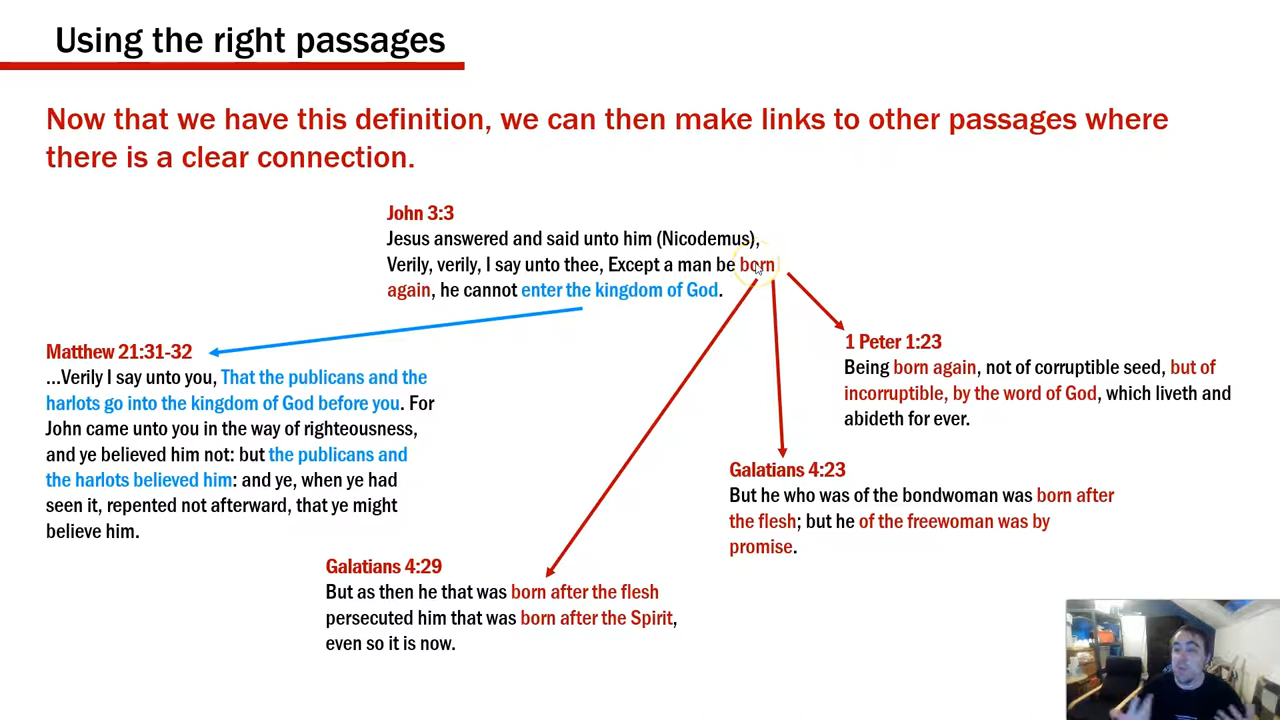 Using the right passages
Now that we have this definition, we can then make links to other passages where
there is a clear connection.
John 3:3
Jesus answered and said unto him (Nicodemus),
Verily, verily, I say unto thee, Except a man be born
again, he cannot enter the kingdom of God.
Matthew 21:31-32
...Verily I say unto you, That the publicans and the
harlots go into the kingdom of God before you. For
John came unto you in the way of righteousness,
and ye believed him not: but the publicans and
the harlots believed him: and ye, when ye had
seen it, repented not afterward, that ye might
believe him.
1 Peter 1:23
Being born again, not of corruptible seed, but of
incorruptible, by the word of God, which liveth and
abideth for ever.
Galatians 4:23
But he who was of the bondwoman was born after
the flesh; but he of the freewoman was by
promise.
Galatians 4:29
But as then he that was born after the flesh
persecuted him that was born after the Spirit,
even so it is now.